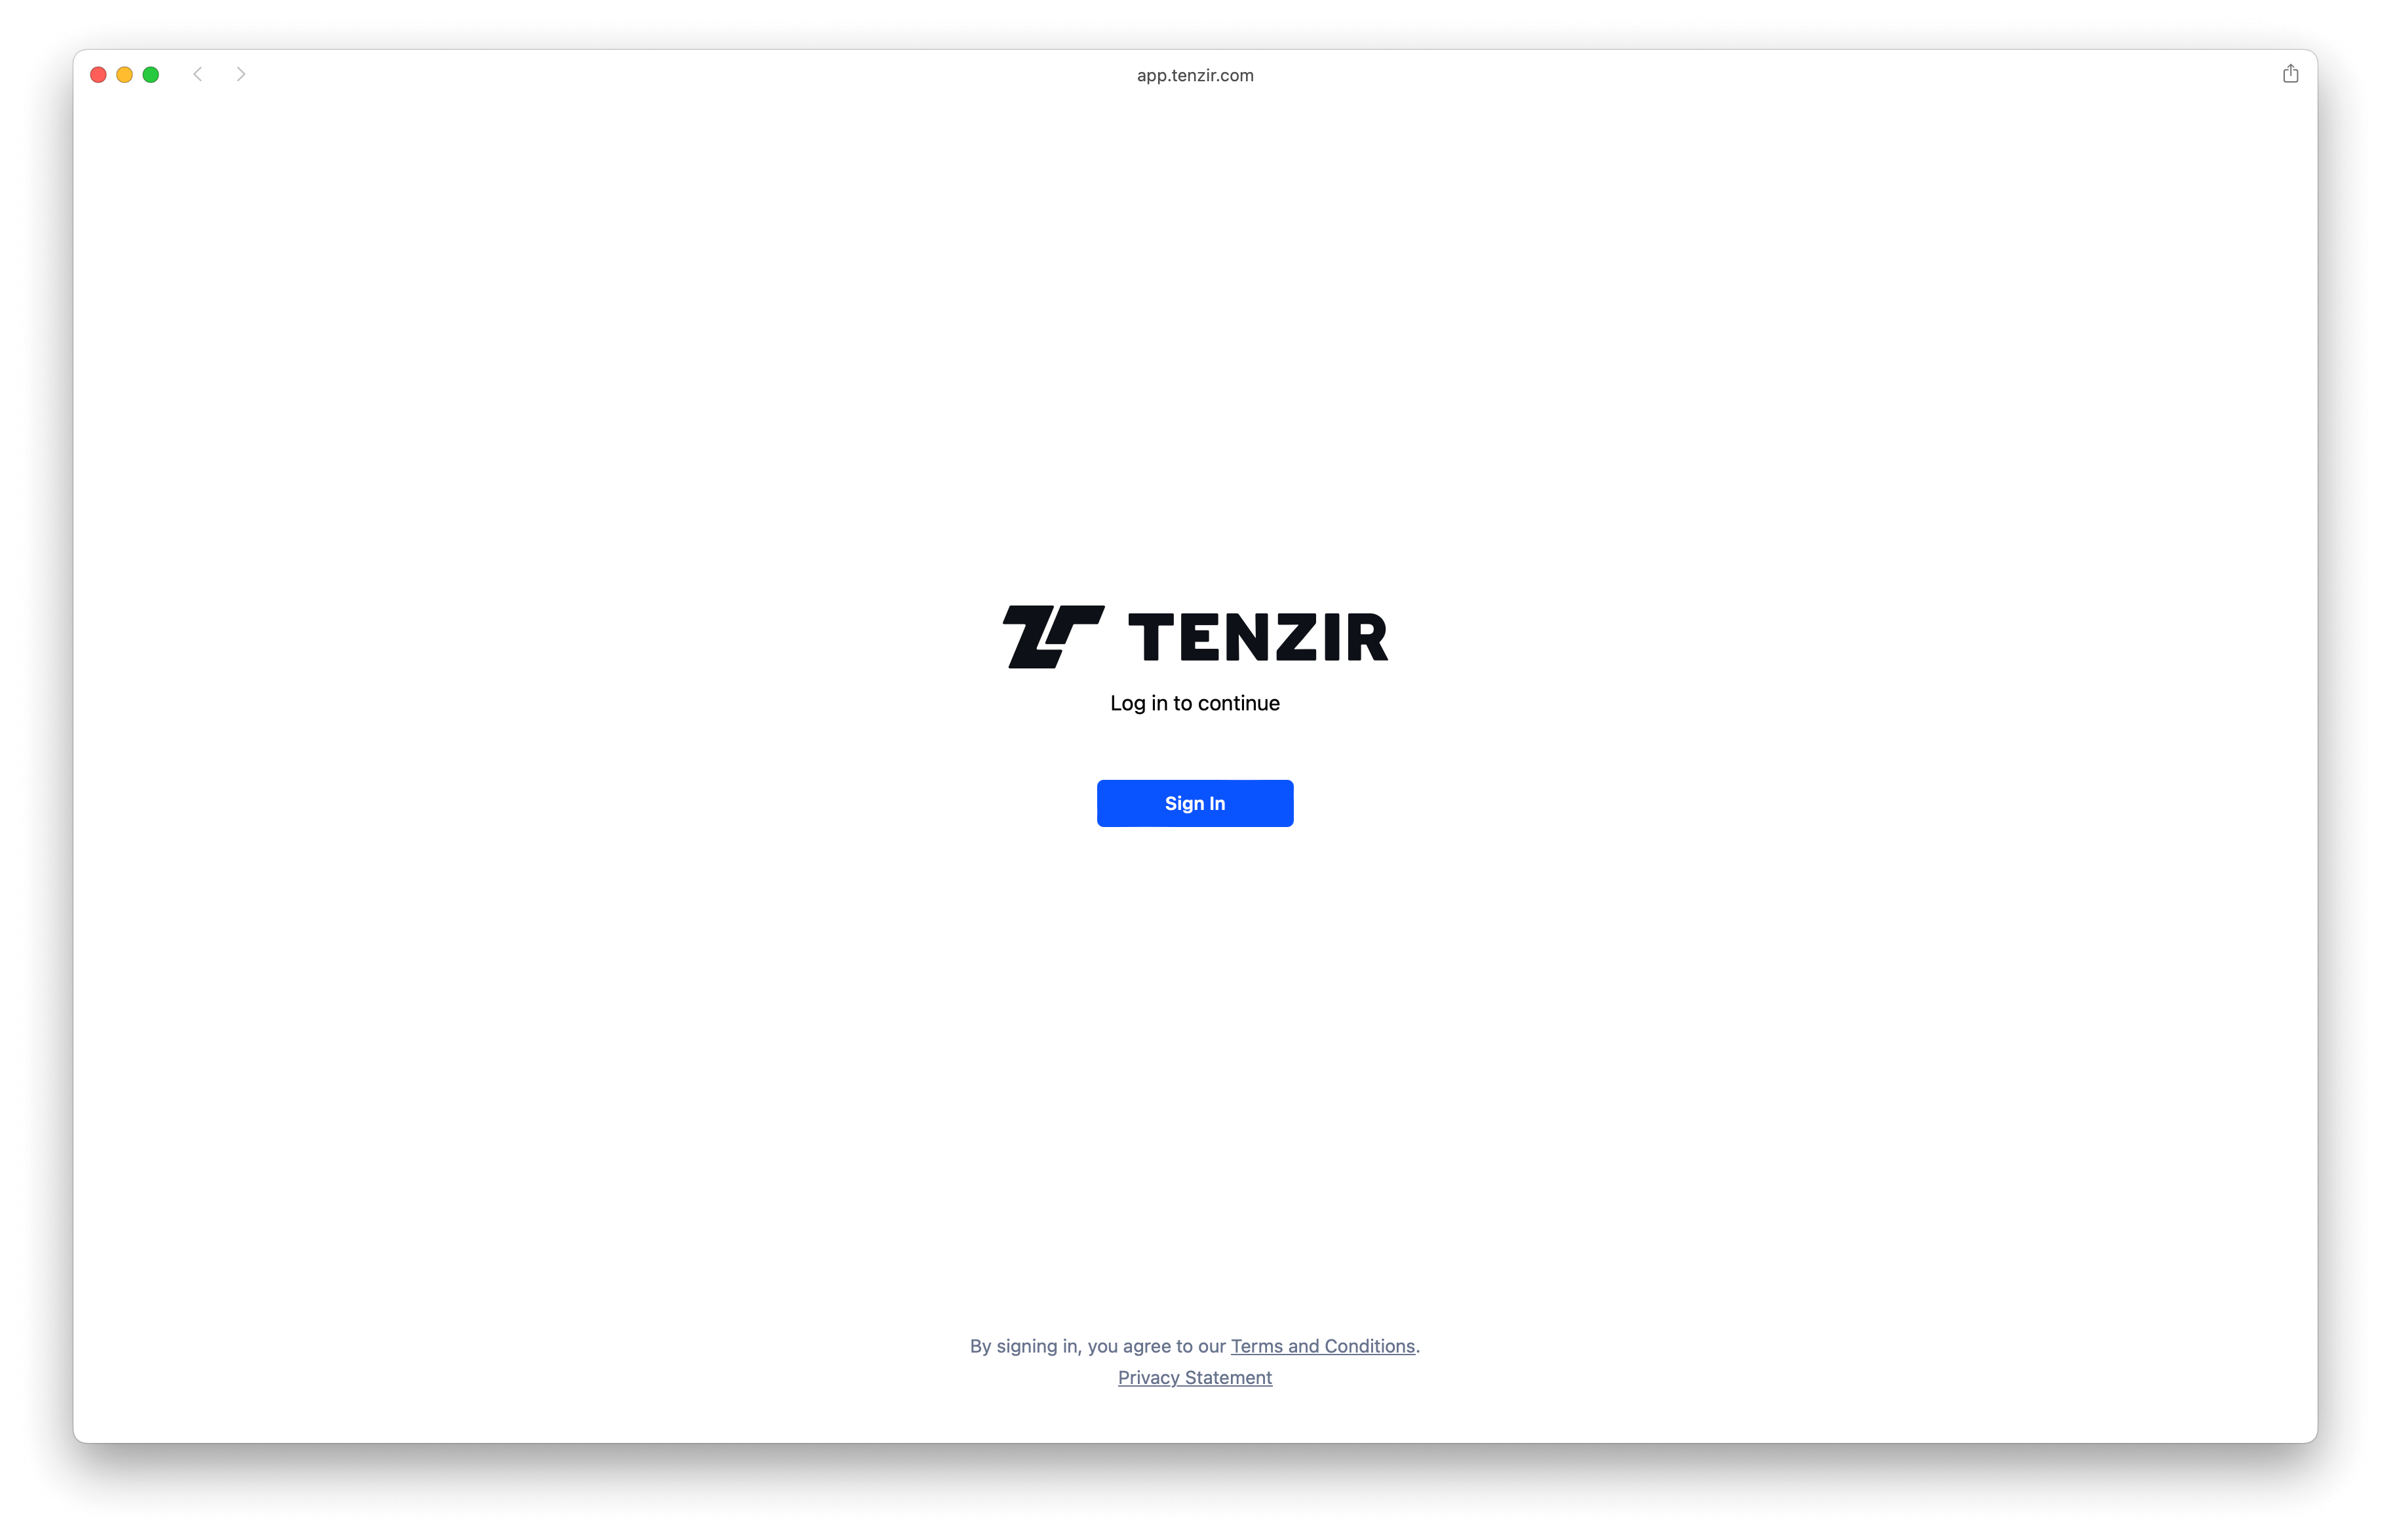 app.tenzir.com
TENZIR
Log in to continue
Sign In
By signing in, you agree to our Terms and Conditions.
Privacy Statement